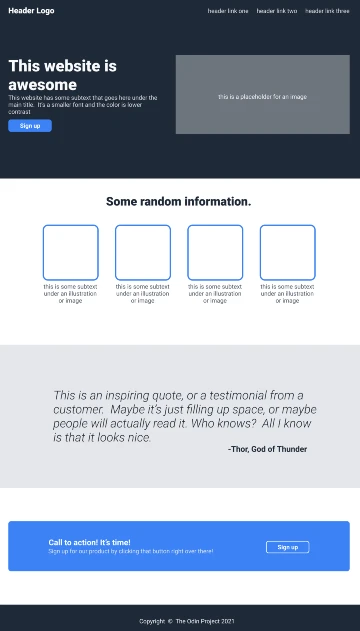 Header Logo
header link one header link two header link three
This website is
awesome
This website has some subtext that goes here under the
main title. It's a smaller font and the color is lower
contrast
Sign up
this is a placeholder for an image
Some random information.
this is some subtext
under an illustration
or image
this is some subtext
under an illustration
or image
this is some subtext
under an illustration
or image
this is some subtext
under an illustration
or image
This is an inspiring quote, or a testimonial from a
customer. Maybe it's just filling up space, or maybe
people will actually read it. Who knows? All I know
is that it looks nice.
-Thor, God of Thunder
Call to action! It's time!
Sign up for our product by clicking that button right over there!
Sign up
Copyright © The Odin Project 2021